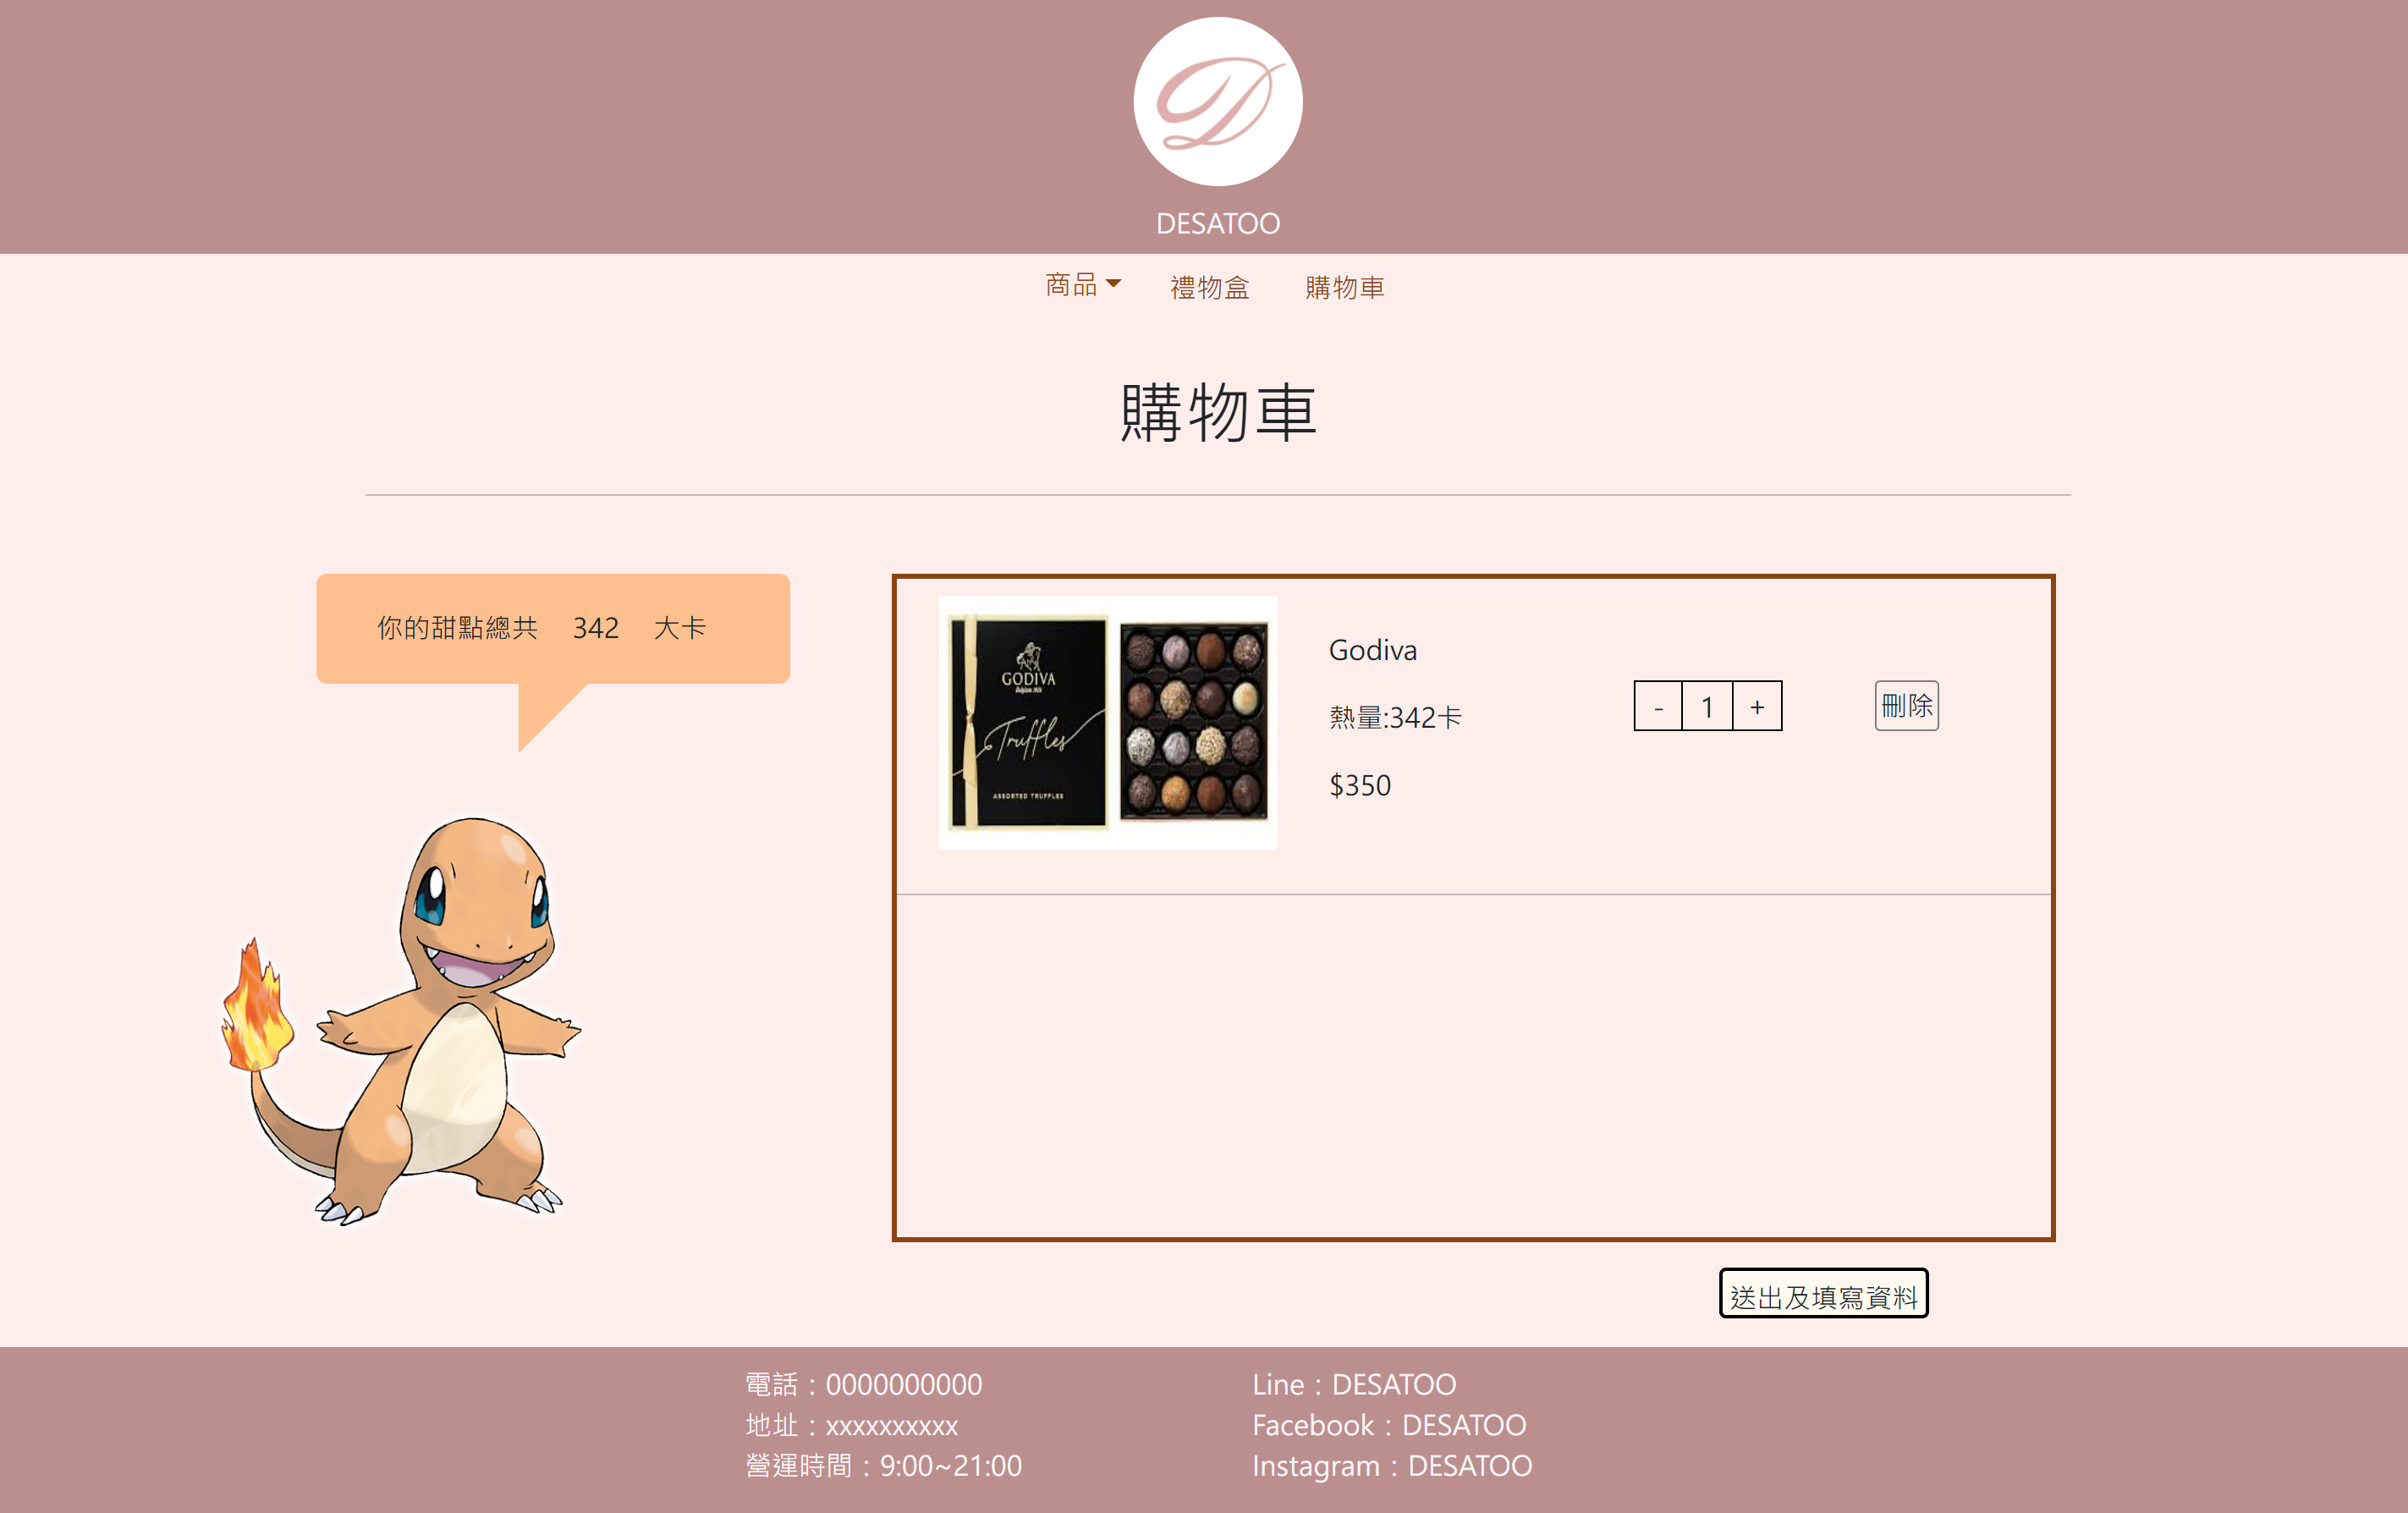 D
DESATOO
商品 禮物盒 購物車
購物車
你的甜點總共 342 大卡
GODIVA
Belgium 1926
Truffles
ASSORTED TRUFFLES
Godiva
熱量:342卡
$350
- 1 +
刪除
送出及填寫資料
電話：0000000000
地址：xxxxxxxxxx
營運時間：9:00~21:00
Line：DESATOO
Facebook：DESATOO
Instagram：DESATOO